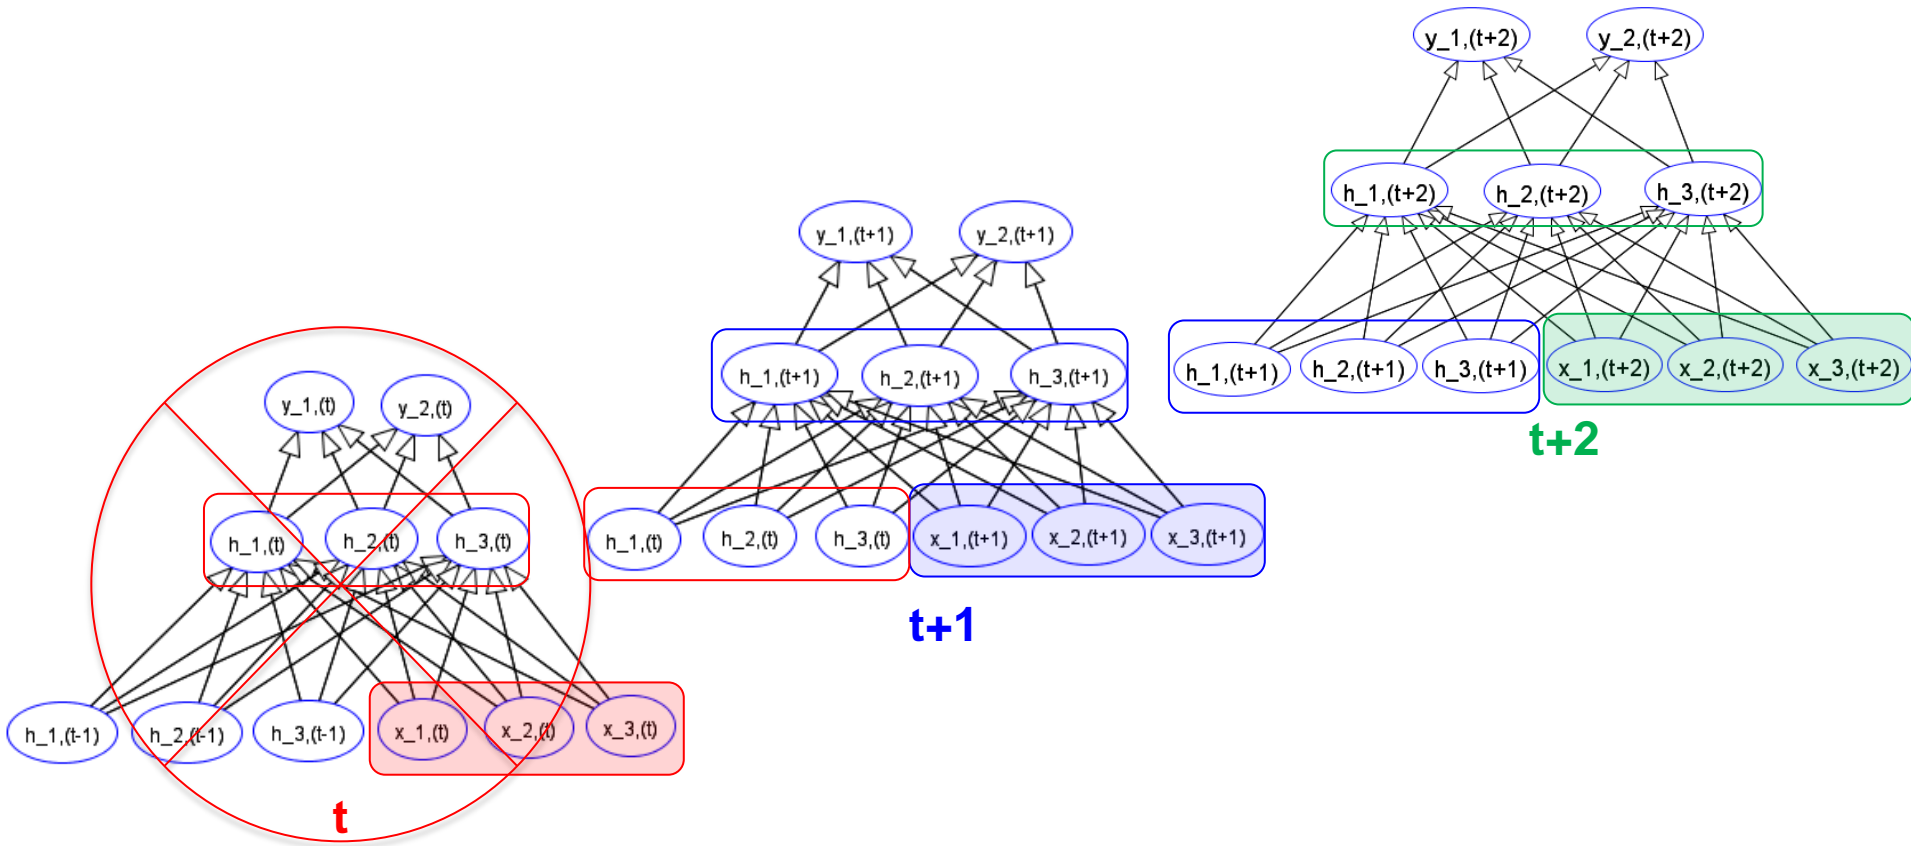 y_1,(t+2) y_2,(t+2)
h_1,(t+2) h_2,(t+2) h_3,(t+2)
h_1,(t+1) h_2,(t+1) h_3,(t+1) x_1,(t+2) x_2,(t+2) x_3,(t+2)
t+2
y_1,(t+1) y_2,(t+1)
h_1,(t+1) h_2,(t+1) h_3,(t+1)
h_1,(t) h_2,(t) h_3,(t) x_1,(t+1) x_2,(t+1) x_3,(t+1)
t+1
y_1,(t) y_2,(t)
h_1,(t) h_2,(t) h_3,(t)
h_1,(t-1) h_2,(t-1) h_3,(t-1) x_1,(t) x_2,(t) x_3,(t)
t